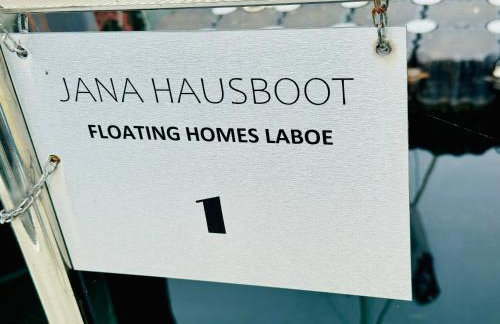 JANA HAUSBOOT
FLOATING HOMES LABOE
1